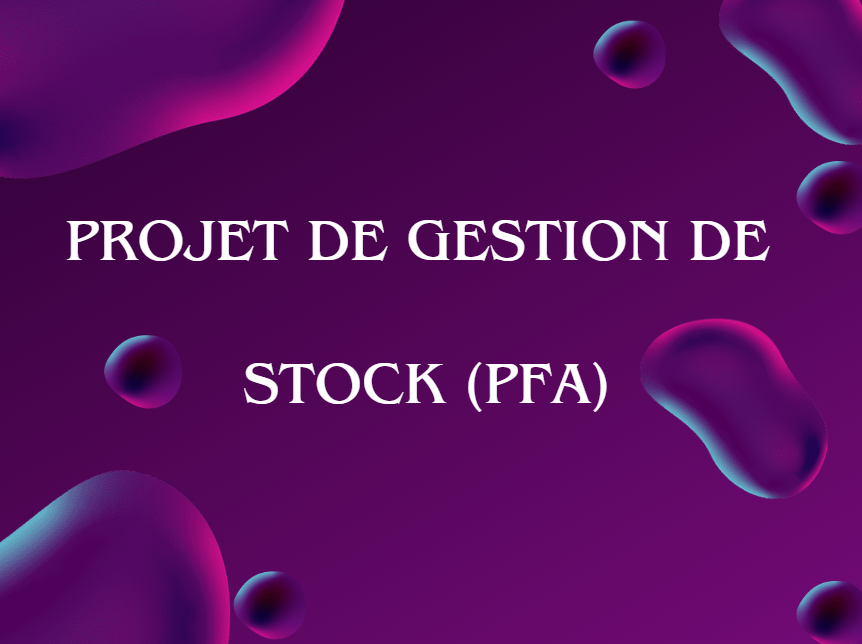 PROJET DE GESTION DE
STOCK (PFA)